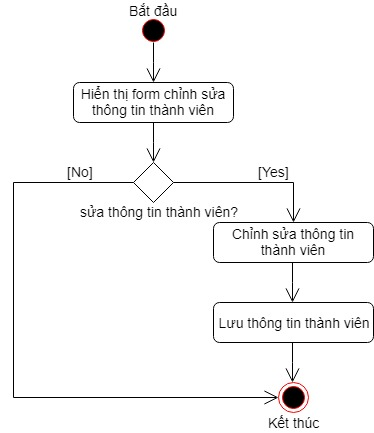 Bắt đầu
Hiển thị form chỉnh sửa
thông tin thành viên
[No]
[Yes]
sửa thông tin thành viên?
Chỉnh sửa thông tin
thành viên
Lưu thông tin thành viên
Kết thúc